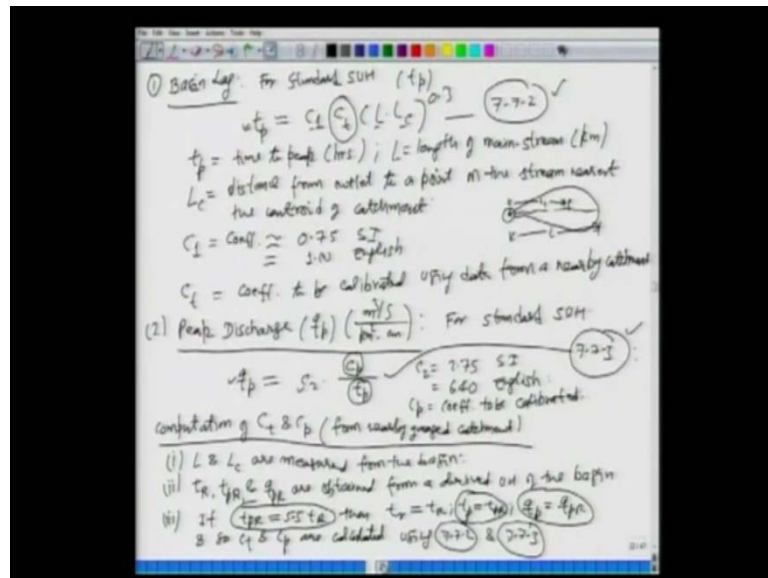 ① Basin Lag: For Standard SUH (tp)
tp = C1 Ct (L·Lc)^0.3 — 7.7.2 ✓
tp = time to peak (hrs); L = length of main-stream (km)
Lc = distance from outlet to a point on the stream nearest
the centroid of catchment.
C1 = Coeff. ≃ 0.75 S.I
= 1.00 English
Ct = coeff. to be calibrated using data from a nearby catchment
(2) Peak Discharge (qp) (m³/s / cm): For standard SUH.
qp = C2 · Cp / tp 7.7.3 ✓
C2 = 2.75 S.I
= 640 English
Cp = coeff. to be calibrated.
Computation of Ct & Cp (from nearby gauged catchment)
(i) L & Lc are measured from the basin.
(ii) tR, tpR, & qpR are obtained from a derived UH of the basin
(iii) If tpR = 5.5 tR then tr = tR; tp = tpR; qp = qpR
& so Ct & Cp are calculated using 7.7.2 & 7.7.3